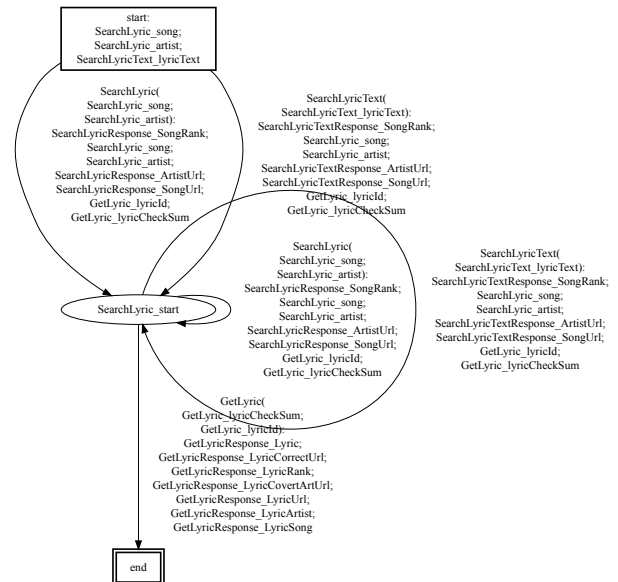 start:
SearchLyric_song;
SearchLyric_artist;
SearchLyricText_lyricText
SearchLyric(
SearchLyric_song;
SearchLyric_artist):
SearchLyricResponse_SongRank;
SearchLyric_song;
SearchLyric_artist;
SearchLyricResponse_ArtistUrl;
SearchLyricResponse_SongUrl;
GetLyric_lyricId;
GetLyric_lyricCheckSum
SearchLyricText(
SearchLyricText_lyricText):
SearchLyricTextResponse_SongRank;
SearchLyric_song;
SearchLyric_artist;
SearchLyricTextResponse_ArtistUrl;
SearchLyricTextResponse_SongUrl;
GetLyric_lyricId;
GetLyric_lyricCheckSum
SearchLyric(
SearchLyric_song;
SearchLyric_artist):
SearchLyricResponse_SongRank;
SearchLyric_song;
SearchLyric_artist;
SearchLyricResponse_ArtistUrl;
SearchLyricResponse_SongUrl;
GetLyric_lyricId;
GetLyric_lyricCheckSum
SearchLyricText(
SearchLyricText_lyricText):
SearchLyricTextResponse_SongRank;
SearchLyric_song;
SearchLyric_artist;
SearchLyricTextResponse_ArtistUrl;
SearchLyricTextResponse_SongUrl;
GetLyric_lyricId;
GetLyric_lyricCheckSum
SearchLyric_start
GetLyric(
GetLyric_lyricCheckSum;
GetLyric_lyricId):
GetLyricResponse_Lyric;
GetLyricResponse_LyricCorrectUrl;
GetLyricResponse_LyricRank;
GetLyricResponse_LyricCovertArtUrl;
GetLyricResponse_LyricUrl;
GetLyricResponse_LyricArtist;
GetLyricResponse_LyricSong
end